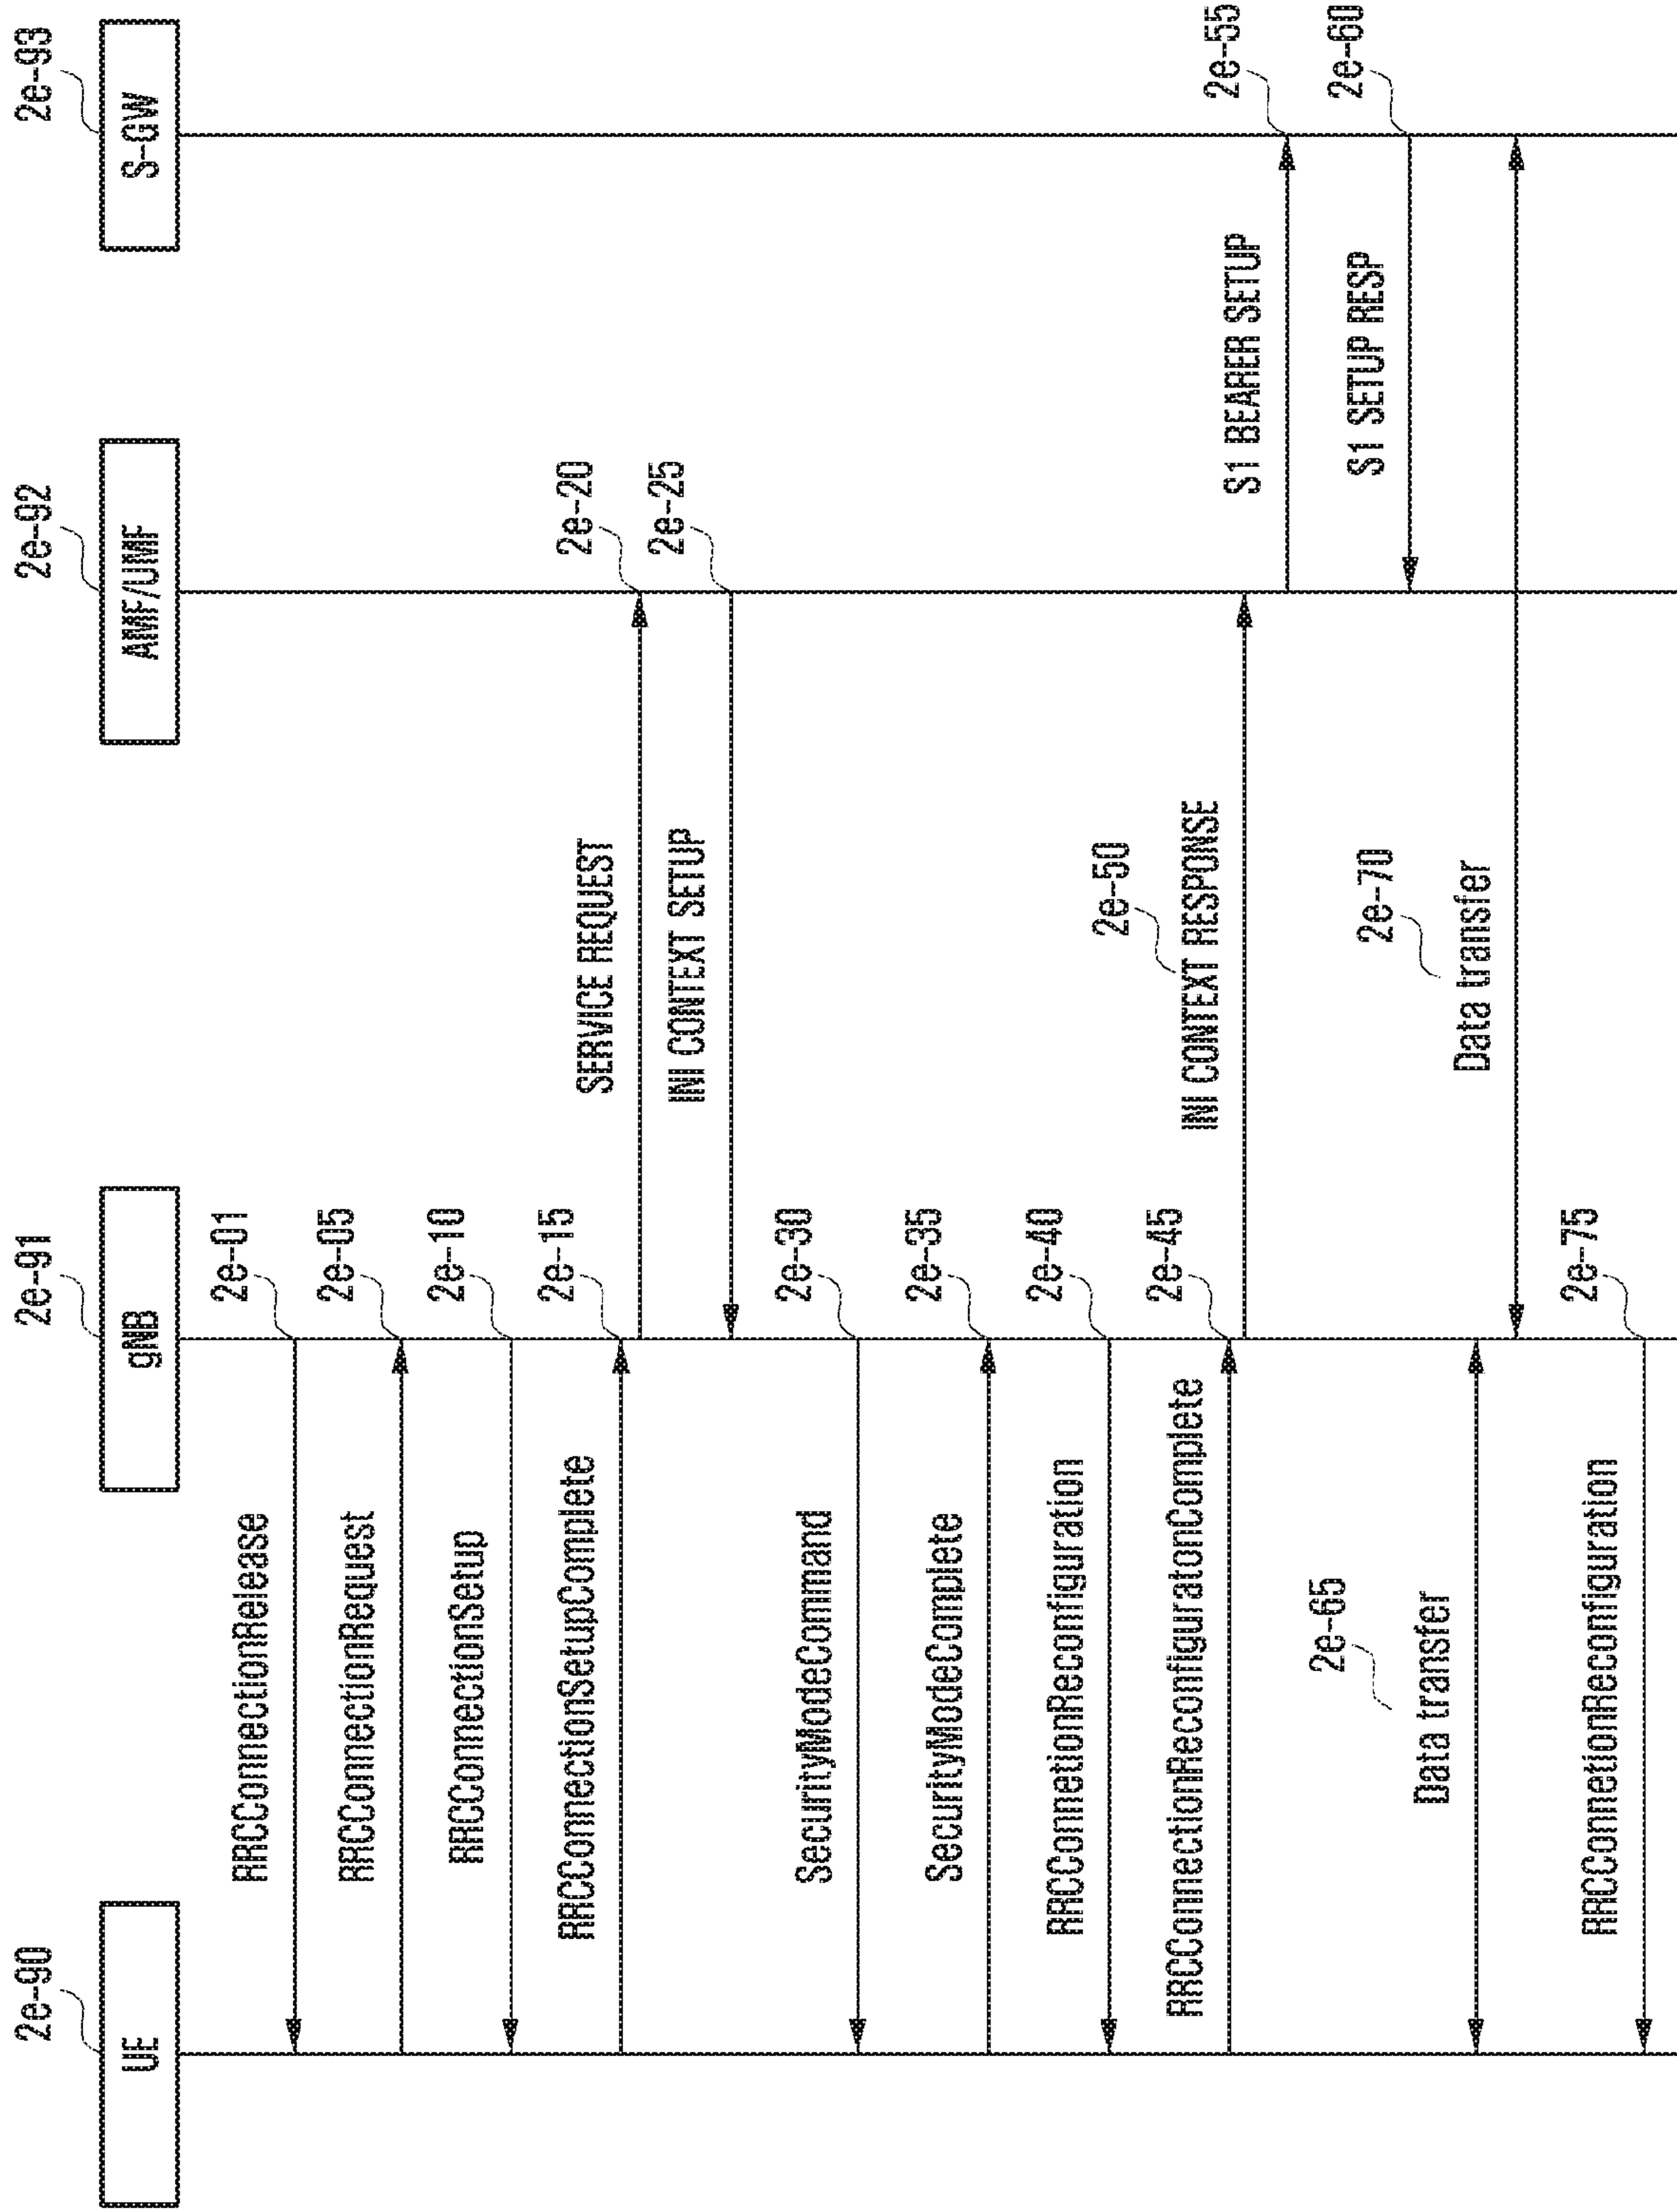 2e-90
2e-91
2e-92
2e-93
UE
gNB
AMF/UMF
S-GW
RRCConnectionRelease
2e-01
RRCConnectionRequest
2e-05
RRCConnectionSetup
2e-10
RRCConnectionSetupComplete
2e-15
SERVICE REQUEST
2e-20
INI CONTEXT SETUP
2e-25
SecurityModeCommand
2e-30
SecurityModeComplete
2e-35
RRCConnetionReconfiguration
2e-40
RRCConnectionReconfiguratonComplete
2e-45
2e-50
INI CONTEXT RESPONSE
S1 BEARER SETUP
2e-55
S1 SETUP RESP
2e-60
2e-65
Data transfer
2e-70
Data transfer
RRCConnetionReconfiguration
2e-75